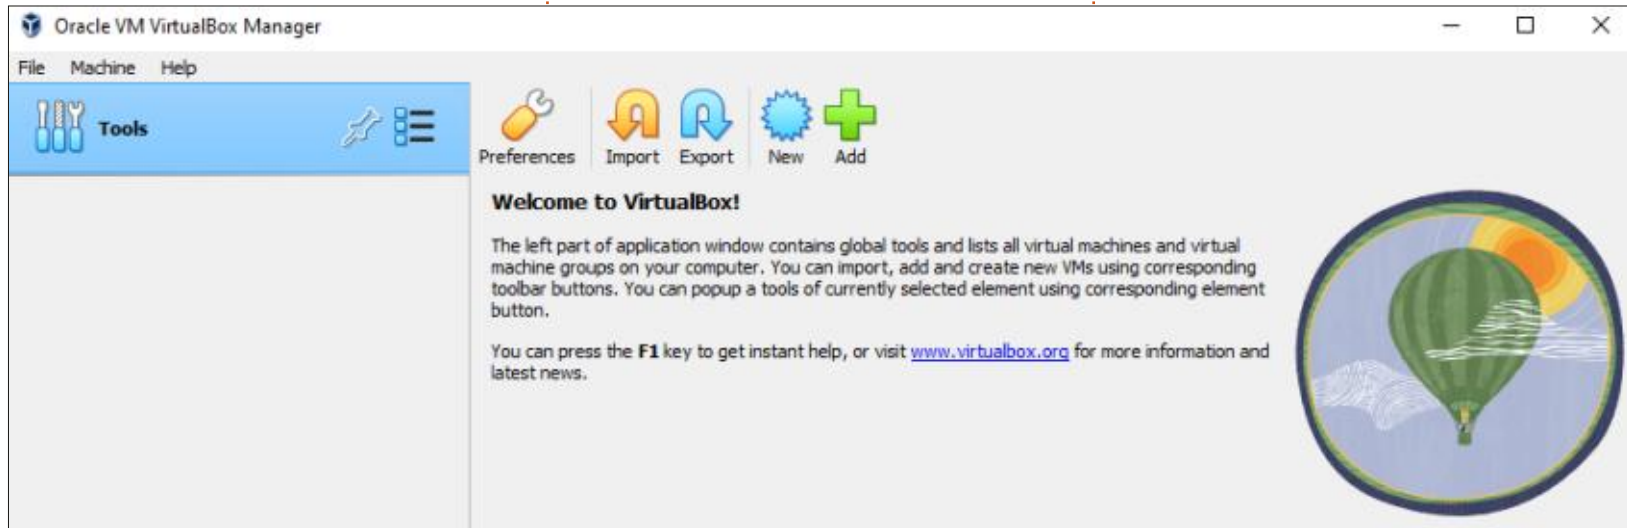 Oracle VM VirtualBox Manager
File Machine Help
Tools
Preferences Import Export New Add
Welcome to VirtualBox!
The left part of application window contains global tools and lists all virtual machines and virtual
machine groups on your computer. You can import, add and create new VMs using corresponding
toolbar buttons. You can popup a tools of currently selected element using corresponding element
button.
You can press the F1 key to get instant help, or visit www.virtualbox.org for more information and
latest news.